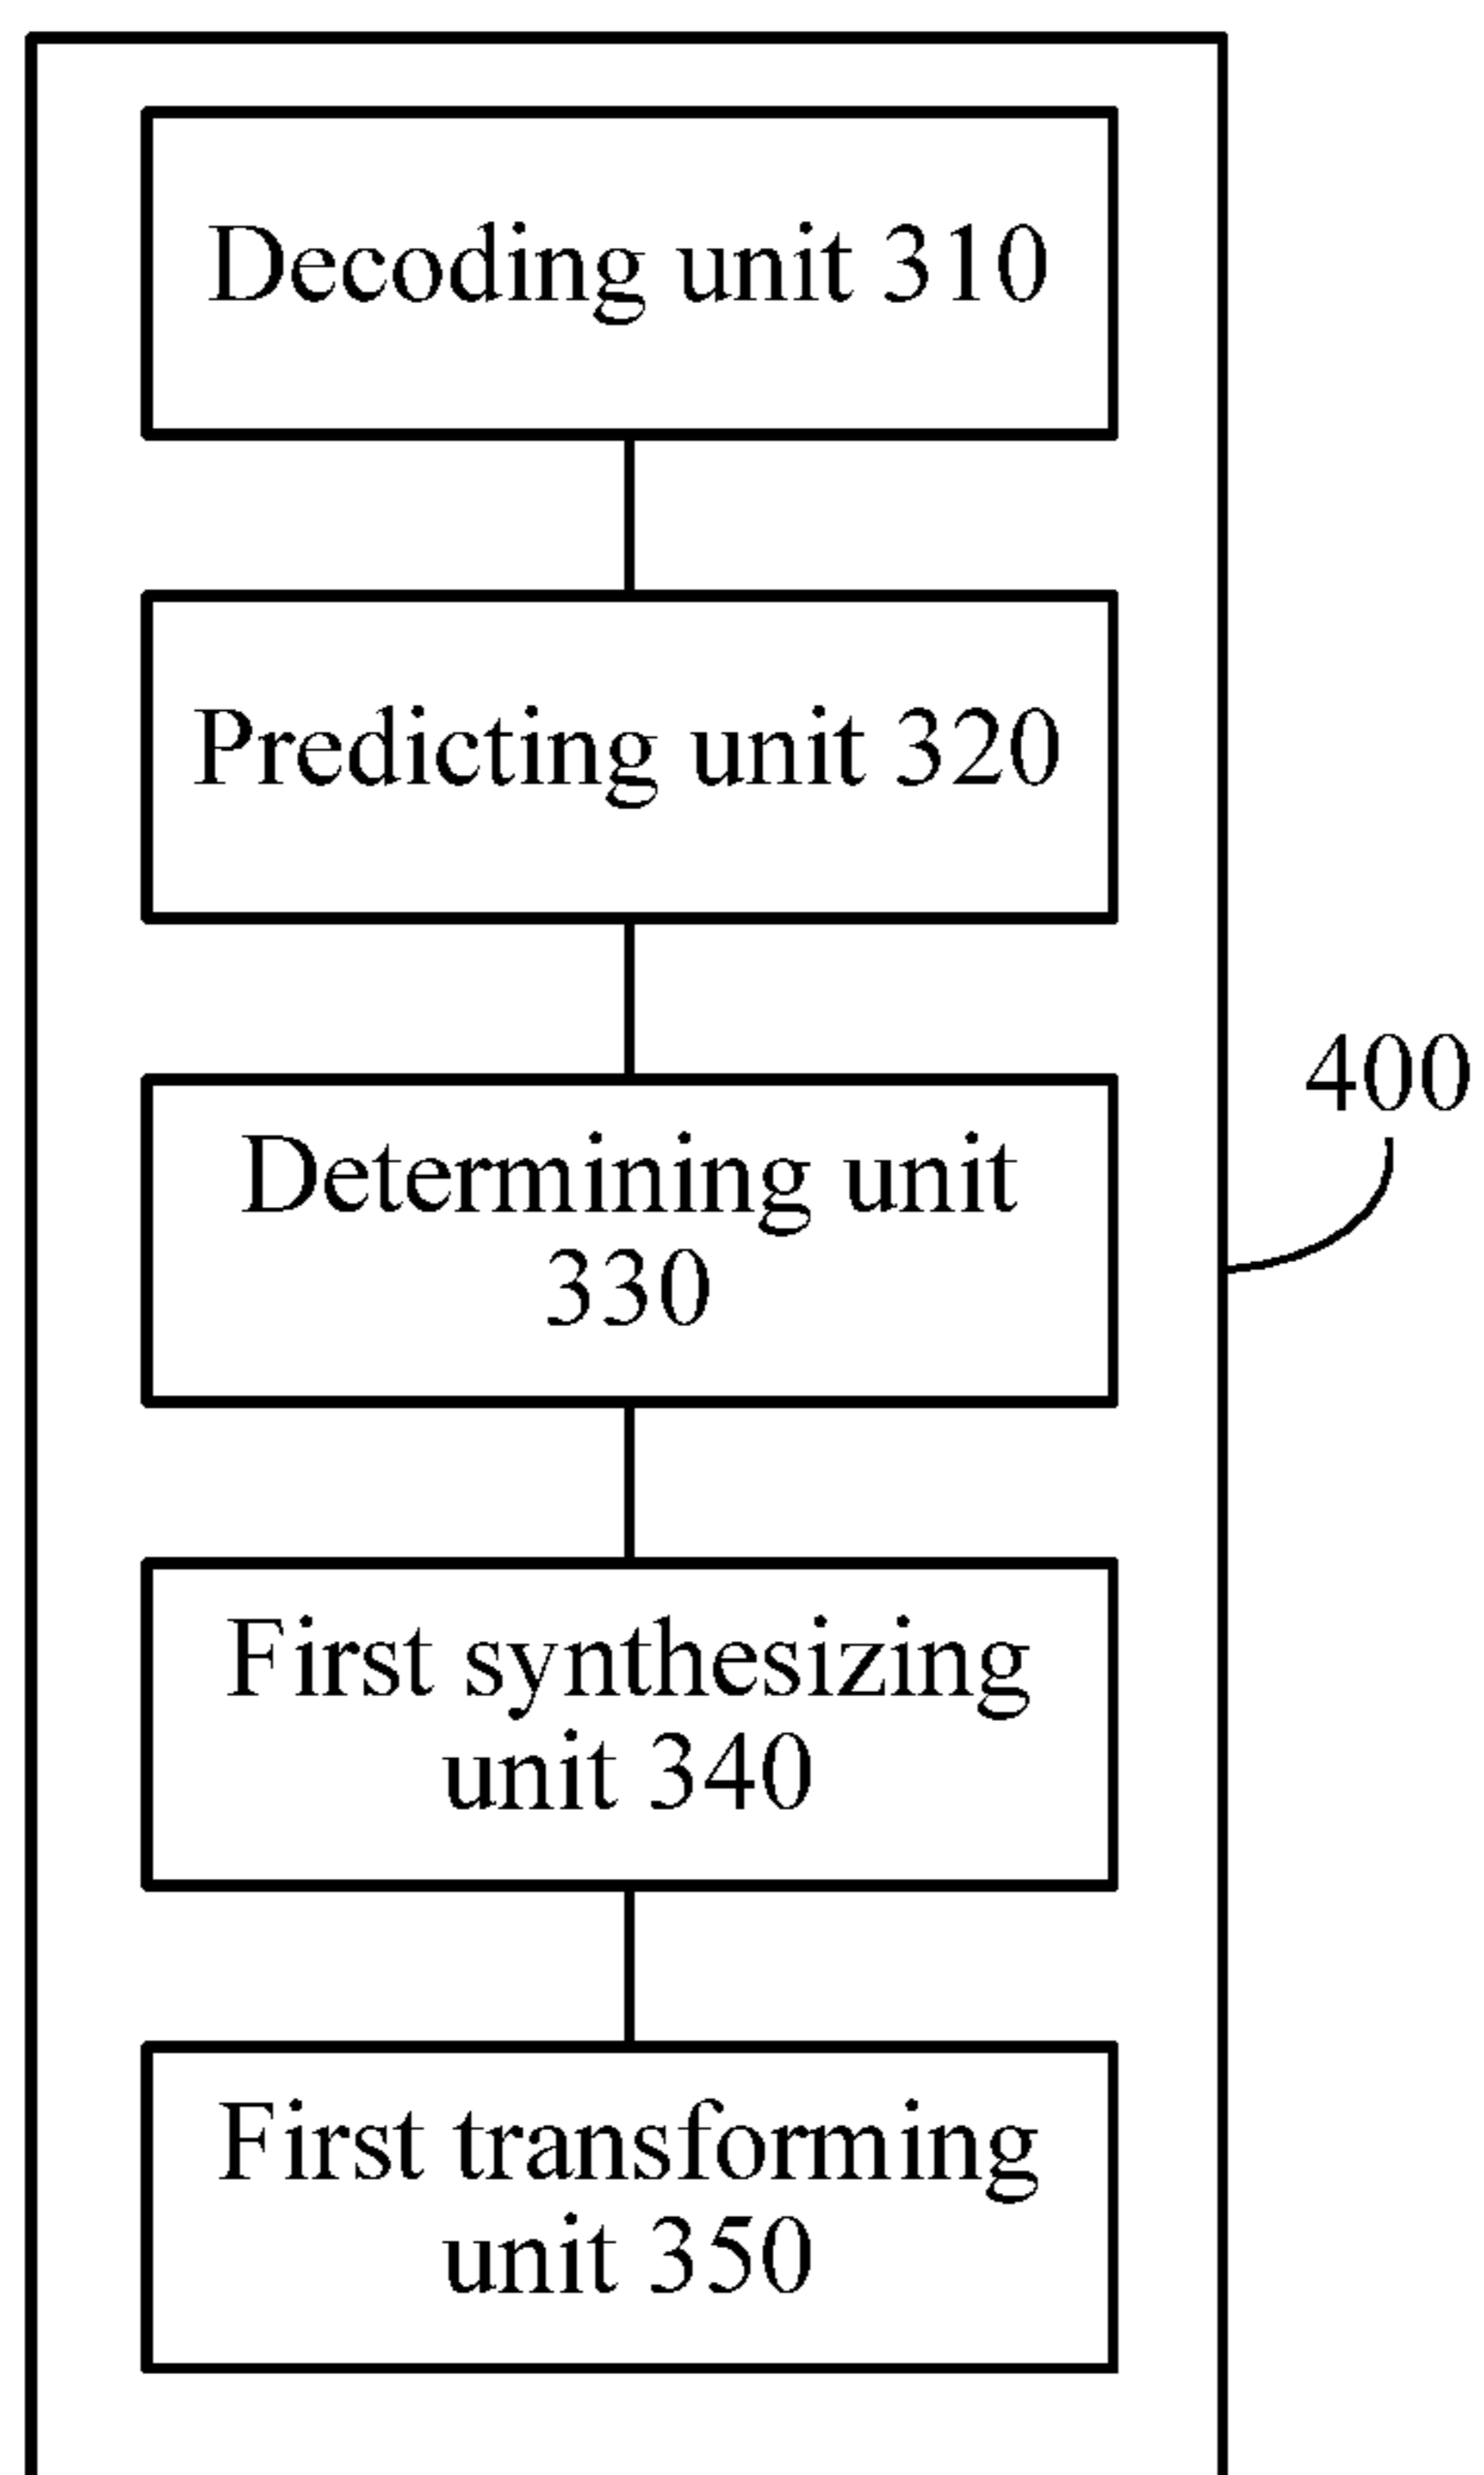 Decoding unit 310
Predicting unit 320
400
Determining unit
330
First synthesizing
unit 340
First transforming
unit 350